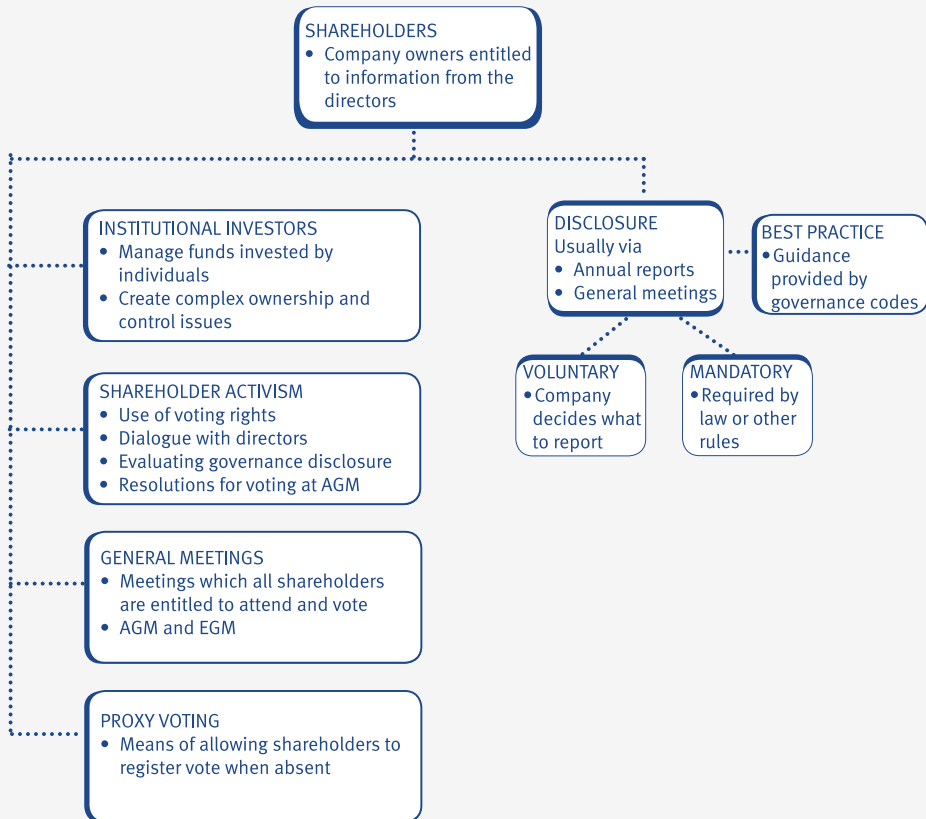 SHAREHOLDERS
• Company owners entitled
to information from the
directors
INSTITUTIONAL INVESTORS
• Manage funds invested by
individuals
• Create complex ownership and
control issues
SHAREHOLDER ACTIVISM
• Use of voting rights
• Dialogue with directors
• Evaluating governance disclosure
• Resolutions for voting at AGM
GENERAL MEETINGS
• Meetings which all shareholders
are entitled to attend and vote
• AGM and EGM
PROXY VOTING
• Means of allowing shareholders to
register vote when absent
DISCLOSURE
Usually via
• Annual reports
• General meetings
BEST PRACTICE
• Guidance
provided by
governance codes
VOLUNTARY
• Company
decides what
to report
MANDATORY
• Required by
law or other
rules